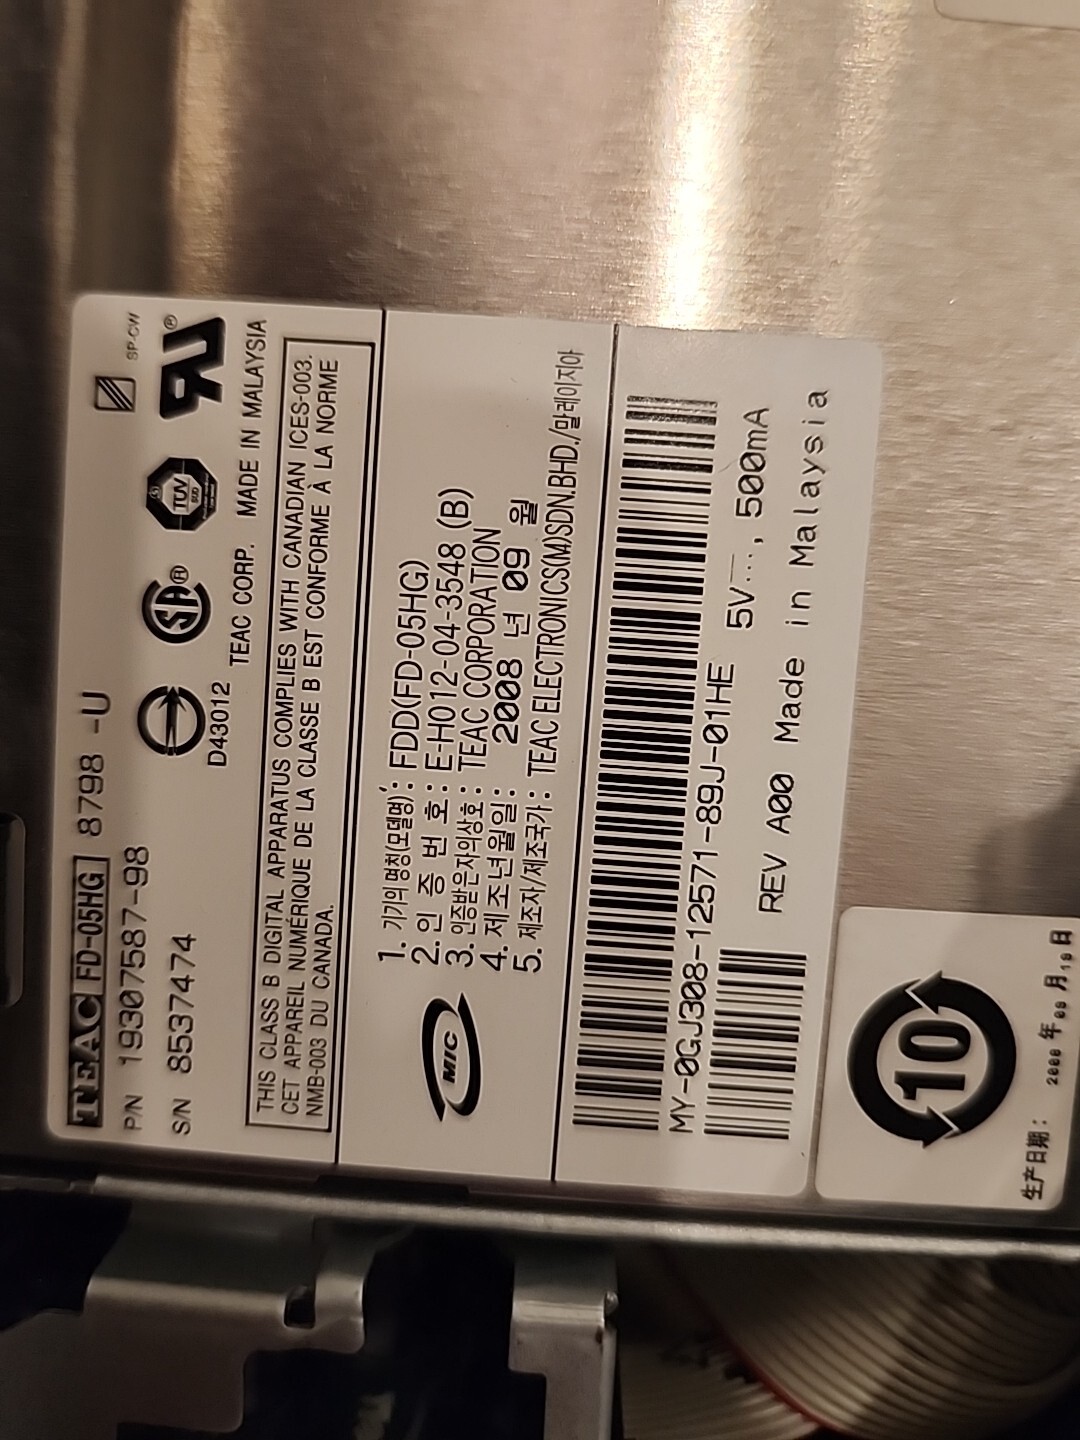 TEAC FD-05HG 8798 -U
P/N 19307587-98
S/N 8537474
SP-CW
D43012
TEAC CORP. MADE IN MALAYSIA
THIS CLASS B DIGITAL APPARATUS COMPLIES WITH CANADIAN ICES-003.
CET APPAREIL NUMÉRIQUE DE LA CLASSE B EST CONFORME À LA NORME
NMB-003 DU CANADA.
MIC
1. 기기의 명칭(모델명) : FDD(FD-05HG)
2. 인 증 번 호 : E-H012-04-3548 (B)
3. 인증받은자의상호 : TEAC CORPORATION
4. 제조년월일 : 2008 년 09 월
5. 제조자/제조국가 : TEAC ELECTRONICS(M)SDN.BHD./말레이지아
MY-0GJ308-12571-89J-01HE 5V, 500mA
REV A00 Made in Malaysia
10
生产日期：2008 年 09 月 19 日